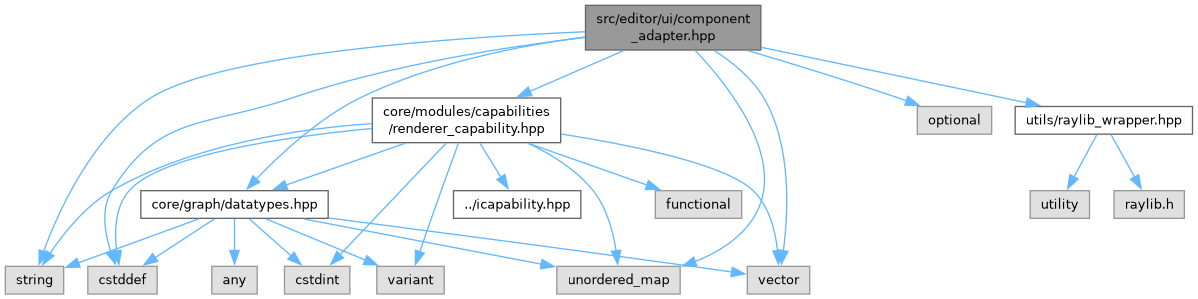 src/editor/ui/component
_adapter.hpp
core/modules/capabilities
/renderer_capability.hpp
optional
utils/raylib_wrapper.hpp
core/graph/datatypes.hpp
../icapability.hpp
functional
utility
raylib.h
string
cstddef
any
cstdint
variant
unordered_map
vector